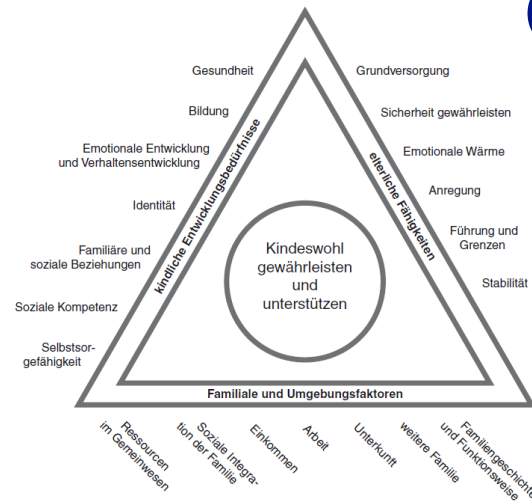 Gesundheit
Bildung
Emotionale Entwicklung
und Verhaltensentwicklung
Identität
Familiäre und
soziale Beziehungen
Soziale Kompetenz
Selbstsor-
gefähigkeit
kindliche Entwicklungsbedürfnisse
Kindeswohl
gewährleisten
und
unterstützen
elterliche Fähigkeiten
Grundversorgung
Sicherheit gewährleisten
Emotionale Wärme
Anregung
Führung und
Grenzen
Stabilität
Familiale und Umgebungsfaktoren
Ressourcen
im Gemeinwesen
Soziale Integra-
tion der Familie
Einkommen
Arbeit
Unterkunft
weitere Familie
Familiengeschichte
und Funktionsweise